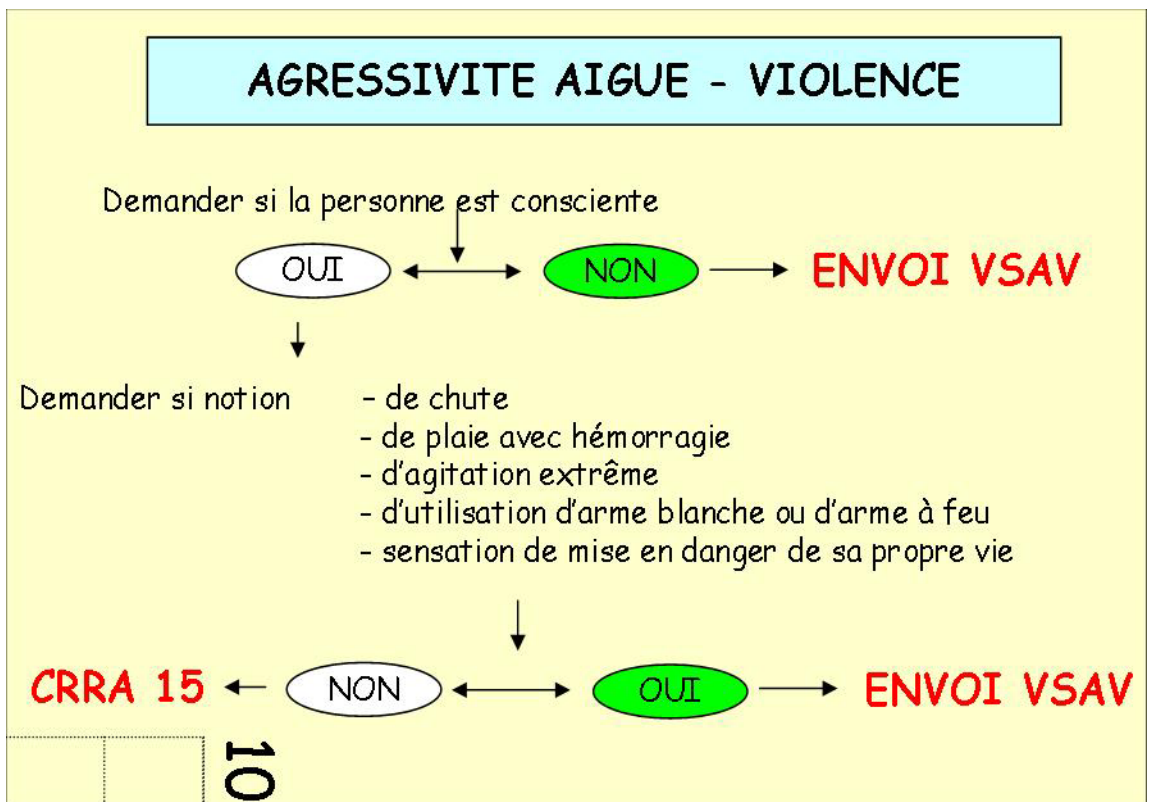 AGRESSIVITE AIGUE - VIOLENCE
Demander si la personne est consciente
OUI NON ENVOI VSAV
Demander si notion - de chute
- de plaie avec hémorragie
- d'agitation extrême
- d'utilisation d'arme blanche ou d'arme à feu
- sensation de mise en danger de sa propre vie
CRRA 15 NON OUI ENVOI VSAV
10